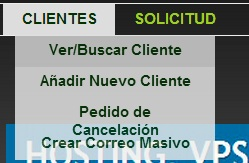 CLIENTES SOLICITUD
Ver/Buscar Cliente
Añadir Nuevo Cliente
Pedido de
Cancelación
Crear Correo Masivo
HOSTING VPS